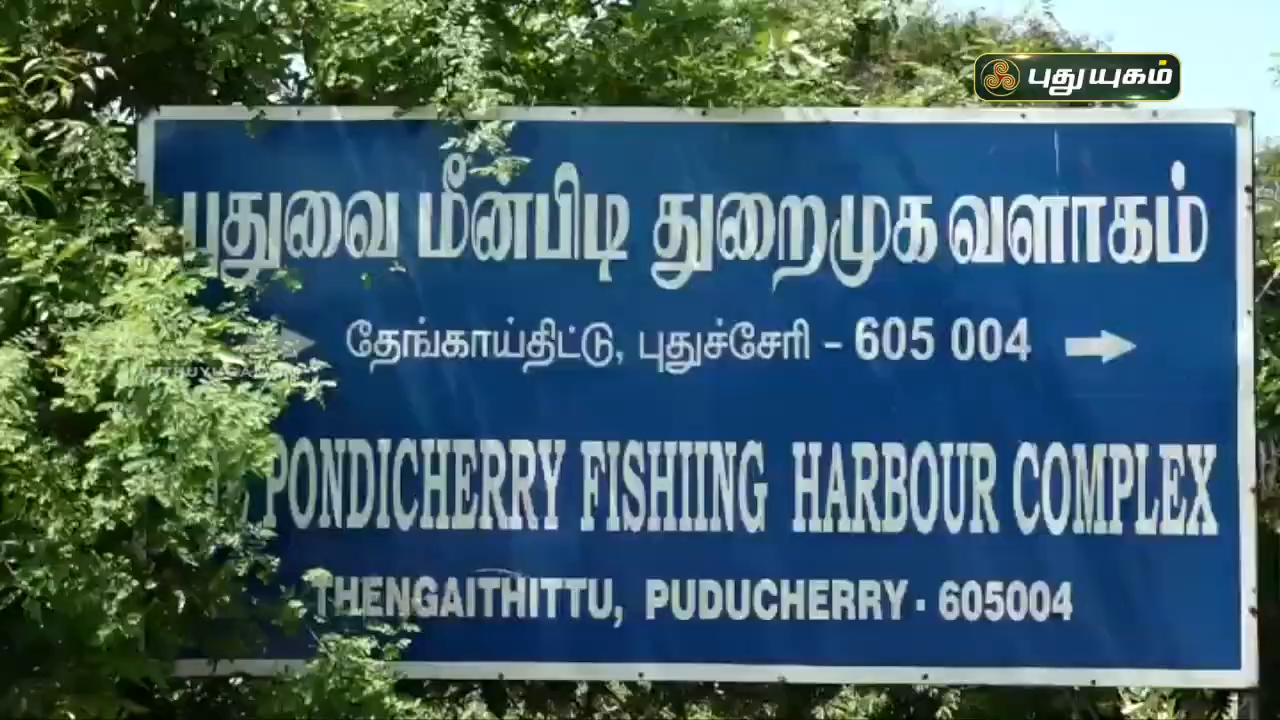 புதுயுகம்
புதுவை மீன்பிடி துறைமுக வளாகம்
தேங்காய்திட்டு, புதுச்சேரி - 605 004
PONDICHERRY FISHIING HARBOUR COMPLEX
THENGAITHITTU, PUDUCHERRY - 605004